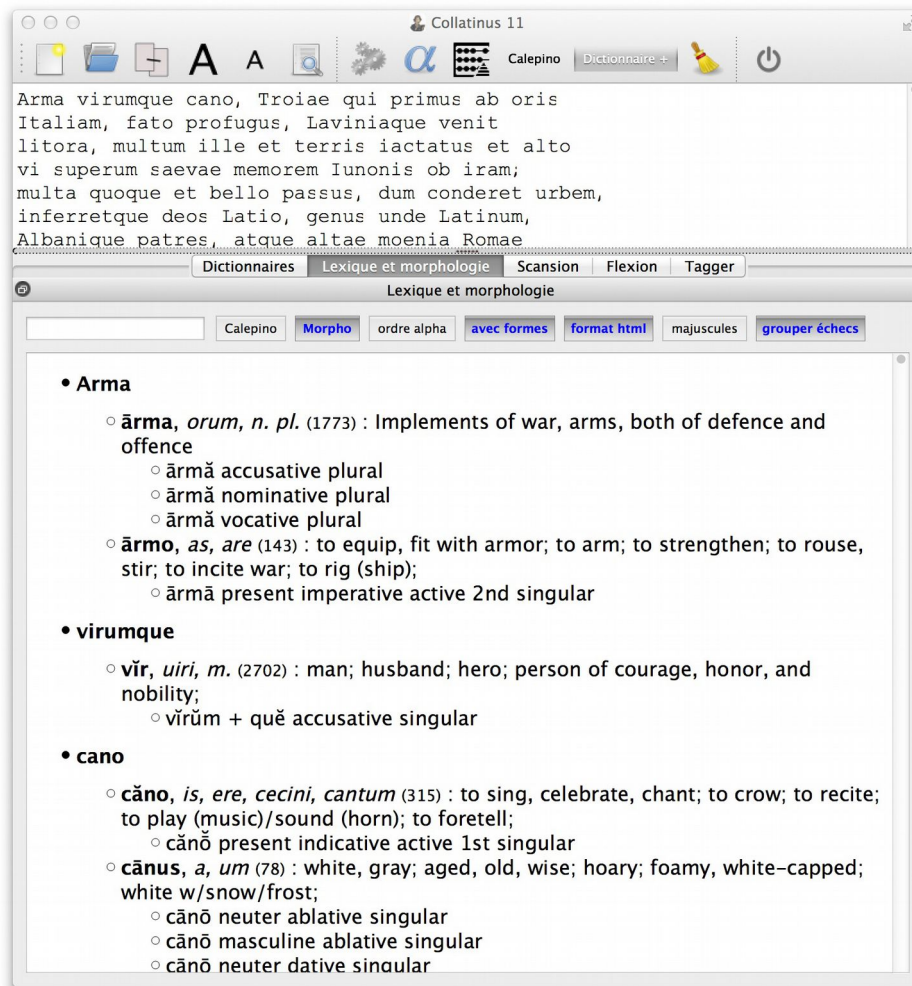 Collatinus 11
A A α Calepino Dictionnaire +
Arma virumque cano, Troiae qui primus ab oris
Italiam, fato profugus, Laviniaque venit
litora, multum ille et terris iactatus et alto
vi superum saevae memorem Iunonis ob iram;
multa quoque et bello passus, dum conderet urbem,
inferretque deos Latio, genus unde Latinum,
Albanique patres, atque altae moenia Romae
Dictionnaires Lexique et morphologie Scansion Flexion Tagger
Lexique et morphologie
Calepino Morpho ordre alpha avec formes format html majuscules grouper échecs
• Arma
◦ ārma, orum, n. pl. (1773) : Implements of war, arms, both of defence and
offence
◦ ārmă accusative plural
◦ ārmă nominative plural
◦ ārmă vocative plural
◦ ārmo, as, are (143) : to equip, fit with armor; to arm; to strengthen; to rouse,
stir; to incite war; to rig (ship);
◦ ārmā present imperative active 2nd singular
• virumque
◦ vĭr, uiri, m. (2702) : man; husband; hero; person of courage, honor, and
nobility;
◦ vĭrŭm + quĕ accusative singular
• cano
◦ căno, is, ere, cecini, cantum (315) : to sing, celebrate, chant; to crow; to recite;
to play (music)/sound (horn); to foretell;
◦ cănō̆ present indicative active 1st singular
◦ cānus, a, um (78) : white, gray; aged, old, wise; hoary; foamy, white-capped;
white w/snow/frost;
◦ cānō neuter ablative singular
◦ cānō masculine ablative singular
◦ cānō neuter dative singular